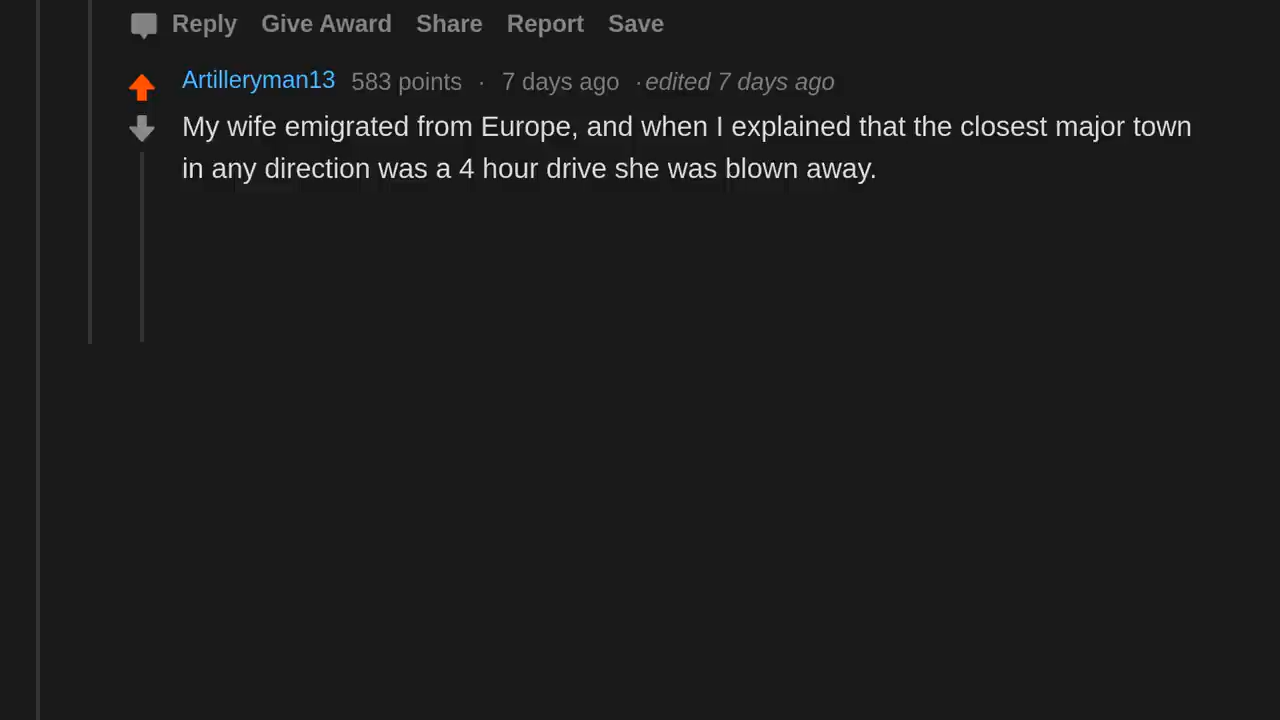 Reply Give Award Share Report Save
Artilleryman13 583 points · 7 days ago · edited 7 days ago
My wife emigrated from Europe, and when I explained that the closest major town
in any direction was a 4 hour drive she was blown away.